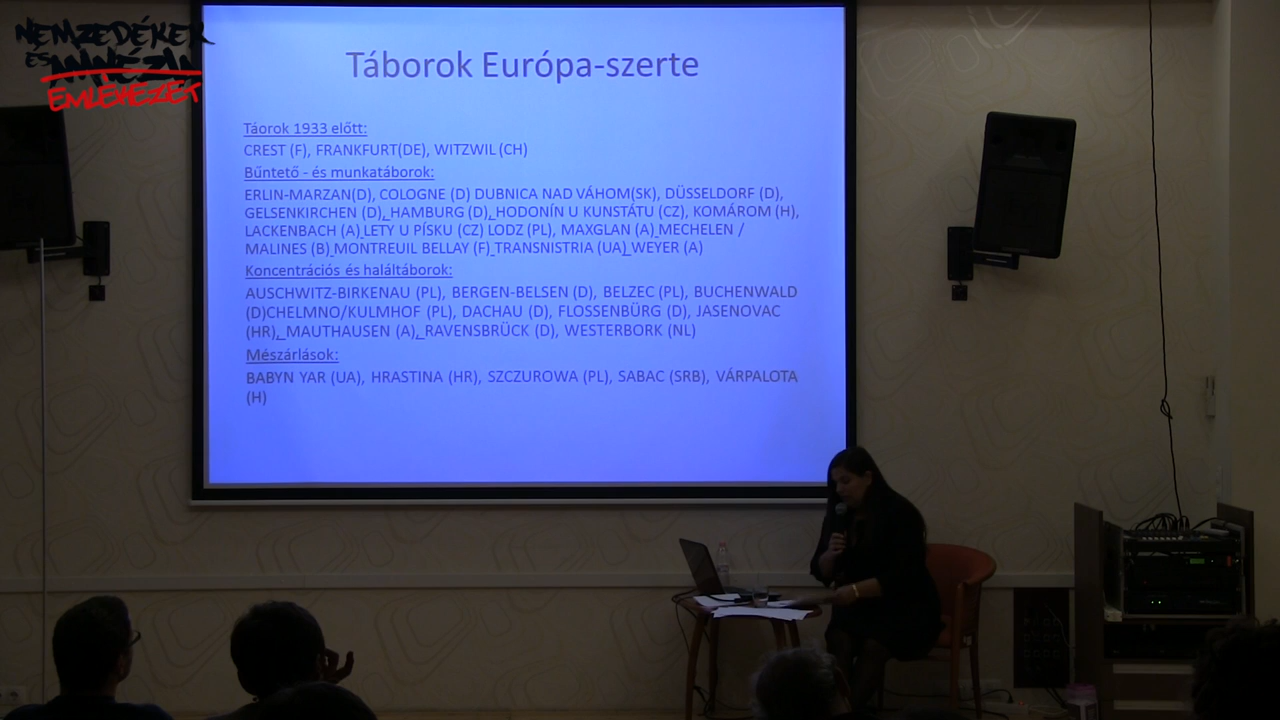 NEMZEDÉKEK
ÉS AMNÉZIA
EMLÉKEZET
Táborok Európa-szerte
Táorok 1933 előtt:
CREST (F), FRANKFURT(DE), WITZWIL (CH)
Bűntető - és munkatáborok:
ERLIN-MARZAN(D), COLOGNE (D) DUBNICA NAD VÁHOM(SK), DÜSSELDORF (D),
GELSENKIRCHEN (D), HAMBURG (D), HODONÍN U KUNSTÁTU (CZ), KOMÁROM (H),
LACKENBACH (A) LETY U PÍSKU (CZ) LODZ (PL), MAXGLAN (A) MECHELEN /
MALINES (B) MONTREUIL BELLAY (F) TRANSNISTRIA (UA) WEYER (A)
Koncentrációs és haláltáborok:
AUSCHWITZ-BIRKENAU (PL), BERGEN-BELSEN (D), BELZEC (PL), BUCHENWALD
(D)CHELMNO/KULMHOF (PL), DACHAU (D), FLOSSENBÜRG (D), JASENOVAC
(HR), MAUTHAUSEN (A), RAVENSBRÜCK (D), WESTERBORK (NL)
Mészárlások:
BABYN YAR (UA), HRASTINA (HR), SZCZUROWA (PL), SABAC (SRB), VÁRPALOTA
(H)